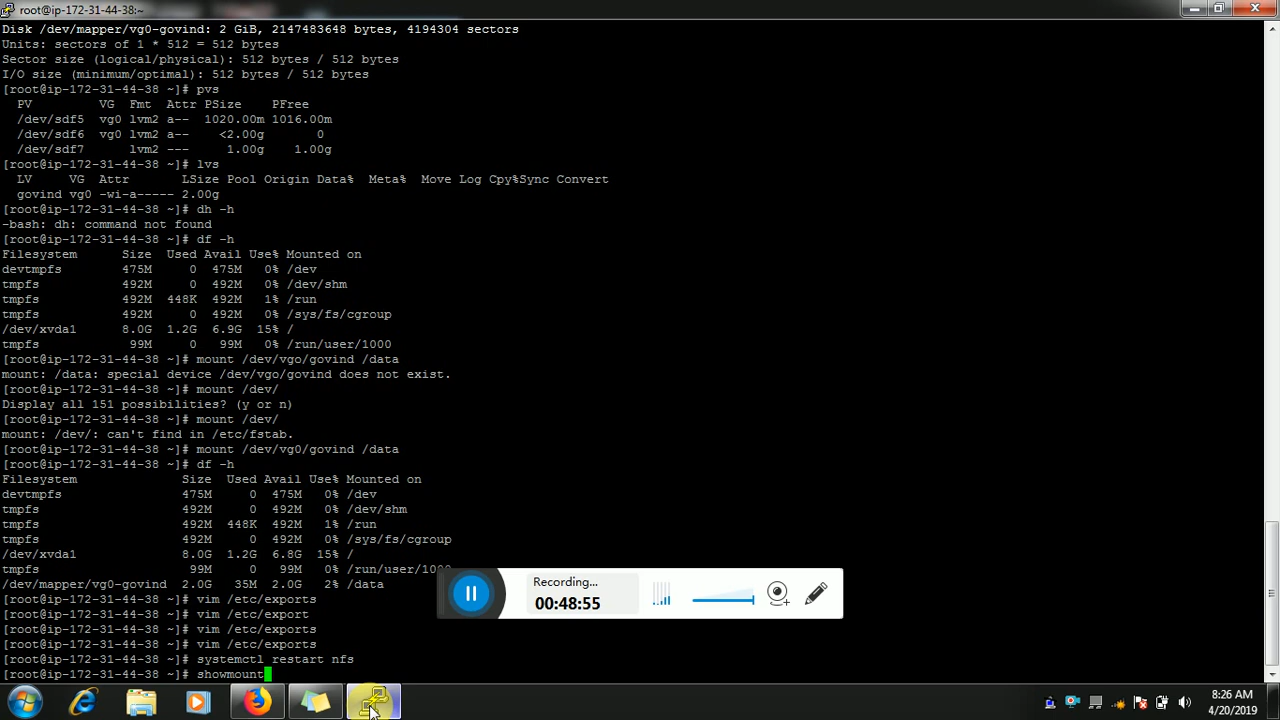 root@ip-172-31-44-38:~
Disk /dev/mapper/vg0-govind: 2 GiB, 2147483648 bytes, 4194304 sectors
Units: sectors of 1 * 512 = 512 bytes
Sector size (logical/physical): 512 bytes / 512 bytes
I/O size (minimum/optimal): 512 bytes / 512 bytes
[root@ip-172-31-44-38 ~]# pvs
PV VG Fmt Attr PSize PFree
/dev/sdf5 vg0 lvm2 a-- 1020.00m 1016.00m
/dev/sdf6 vg0 lvm2 a-- <2.00g 0
/dev/sdf7 lvm2 --- 1.00g 1.00g
[root@ip-172-31-44-38 ~]# lvs
LV VG Attr LSize Pool Origin Data% Meta% Move Log Cpy%Sync Convert
govind vg0 -wi-a----- 2.00g
[root@ip-172-31-44-38 ~]# dh -h
-bash: dh: command not found
[root@ip-172-31-44-38 ~]# df -h
Filesystem Size Used Avail Use% Mounted on
devtmpfs 475M 0 475M 0% /dev
tmpfs 492M 0 492M 0% /dev/shm
tmpfs 492M 448K 492M 1% /run
tmpfs 492M 0 492M 0% /sys/fs/cgroup
/dev/xvda1 8.0G 1.2G 6.9G 15% /
tmpfs 99M 0 99M 0% /run/user/1000
[root@ip-172-31-44-38 ~]# mount /dev/vgo/govind /data
mount: /data: special device /dev/vgo/govind does not exist.
[root@ip-172-31-44-38 ~]# mount /dev/
Display all 151 possibilities? (y or n)
[root@ip-172-31-44-38 ~]# mount /dev/
mount: /dev/: can't find in /etc/fstab.
[root@ip-172-31-44-38 ~]# mount /dev/vg0/govind /data
[root@ip-172-31-44-38 ~]# df -h
Filesystem Size Used Avail Use% Mounted on
devtmpfs 475M 0 475M 0% /dev
tmpfs 492M 0 492M 0% /dev/shm
tmpfs 492M 448K 492M 1% /run
tmpfs 492M 0 492M 0% /sys/fs/cgroup
/dev/xvda1 8.0G 1.2G 6.8G 15% /
tmpfs 99M 0 99M 0% /run/user/1000
/dev/mapper/vg0-govind 2.0G 35M 2.0G 2% /data
[root@ip-172-31-44-38 ~]# vim /etc/exports
[root@ip-172-31-44-38 ~]# vim /etc/export
[root@ip-172-31-44-38 ~]# vim /etc/exports
[root@ip-172-31-44-38 ~]# vim /etc/exports
[root@ip-172-31-44-38 ~]# systemctl restart nfs
[root@ip-172-31-44-38 ~]# showmount
Recording...
00:48:55
8:26 AM
4/20/2019